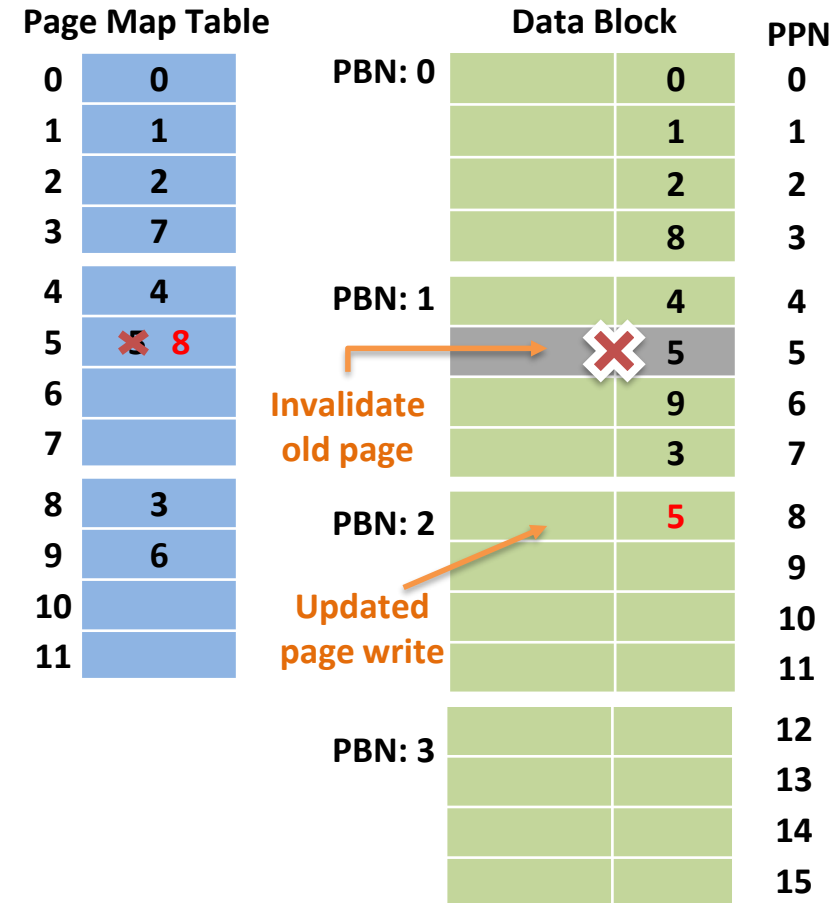 Page Map Table
Data Block
PPN
0 0
1 1
2 2
3 7
4 4
5 5 8
6
7
8 3
9 6
10
11
PBN: 0
0 0
1 1
2 2
8 3
PBN: 1
4 4
5 5
9 6
3 7
Invalidate
old page
PBN: 2
5 8
9
10
11
Updated
page write
PBN: 3
12
13
14
15